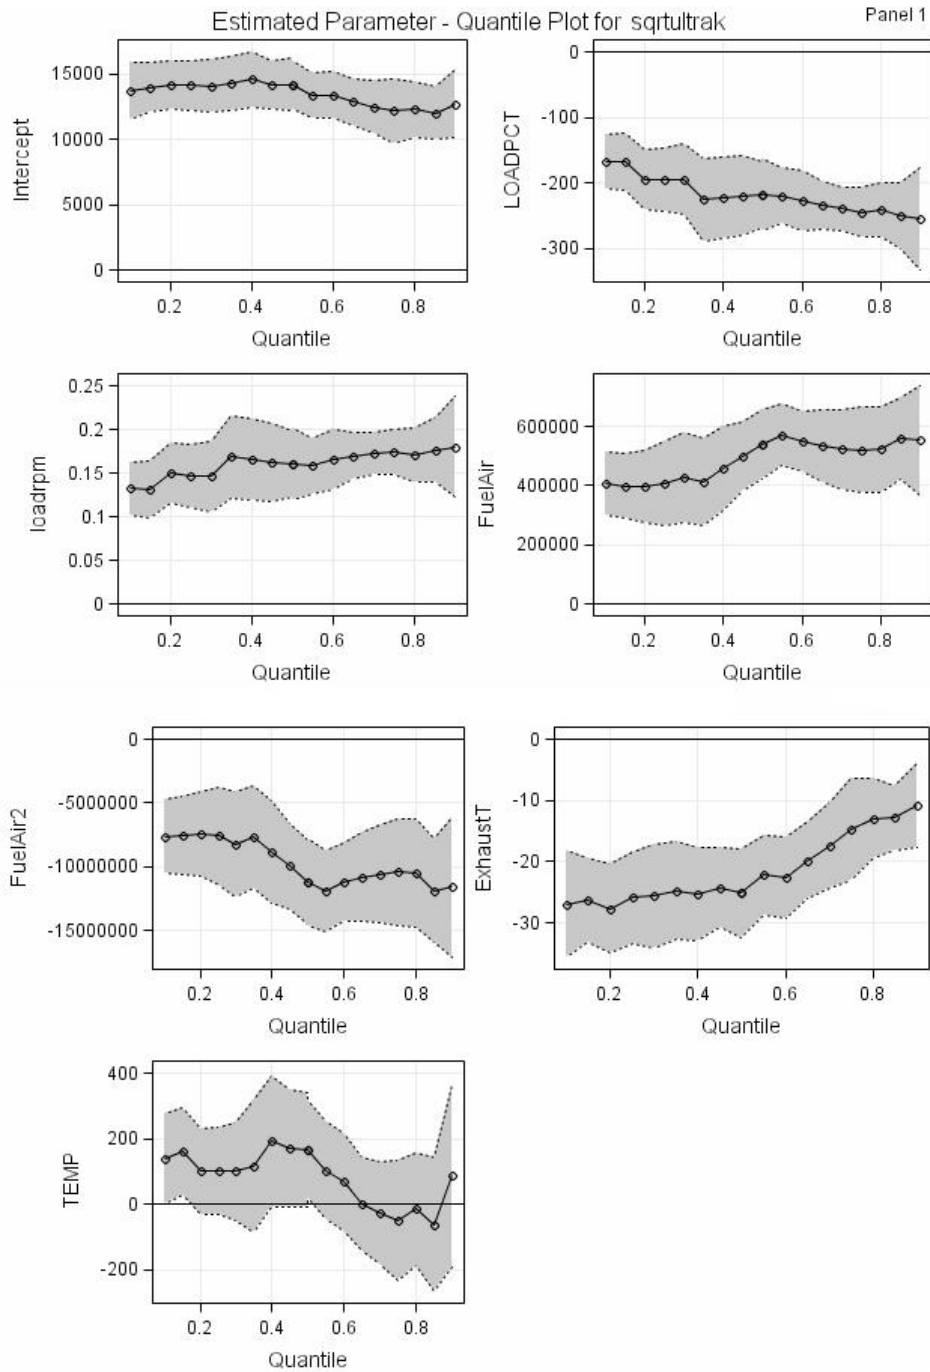 Estimated Parameter - Quantile Plot for sqrtultrak
Panel 1
Intercept
15000
10000
5000
0
0.2 0.4 0.6 0.8
Quantile
LOADPCT
0
-100
-200
-300
0.2 0.4 0.6 0.8
Quantile
loadrpm
0.25
0.2
0.15
0.1
0.05
0
0.2 0.4 0.6 0.8
Quantile
FuelAir
600000
400000
200000
0
0.2 0.4 0.6 0.8
Quantile
FuelAir2
0
-5000000
-10000000
-15000000
0.2 0.4 0.6 0.8
Quantile
ExhaustT
0
-10
-20
-30
0.2 0.4 0.6 0.8
Quantile
TEMP
400
200
0
-200
0.2 0.4 0.6 0.8
Quantile